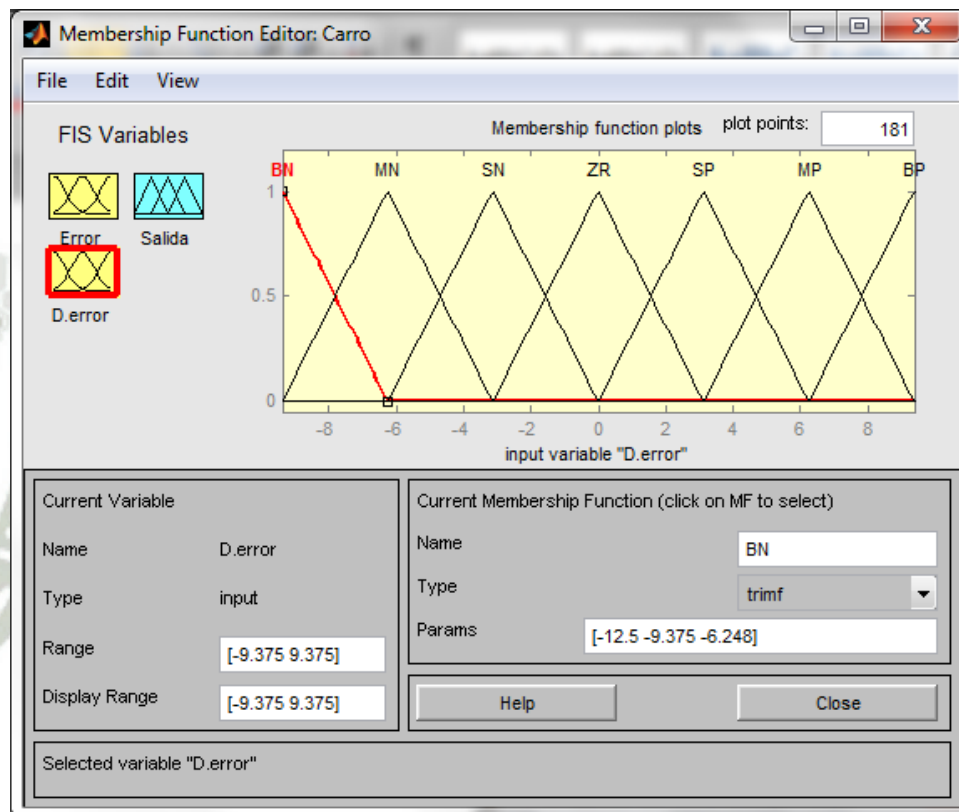 Membership Function Editor: Carro
File Edit View
FIS Variables
Membership function plots plot points: 181
Error Salida
D.error
BN MN SN ZR SP MP BP
1
0.5
0
-8 -6 -4 -2 0 2 4 6 8
input variable "D.error"
Current Variable
Name D.error
Type input
Range [-9.375 9.375]
Display Range [-9.375 9.375]
Current Membership Function (click on MF to select)
Name BN
Type trimf
Params [-12.5 -9.375 -6.248]
Help Close
Selected variable "D.error"